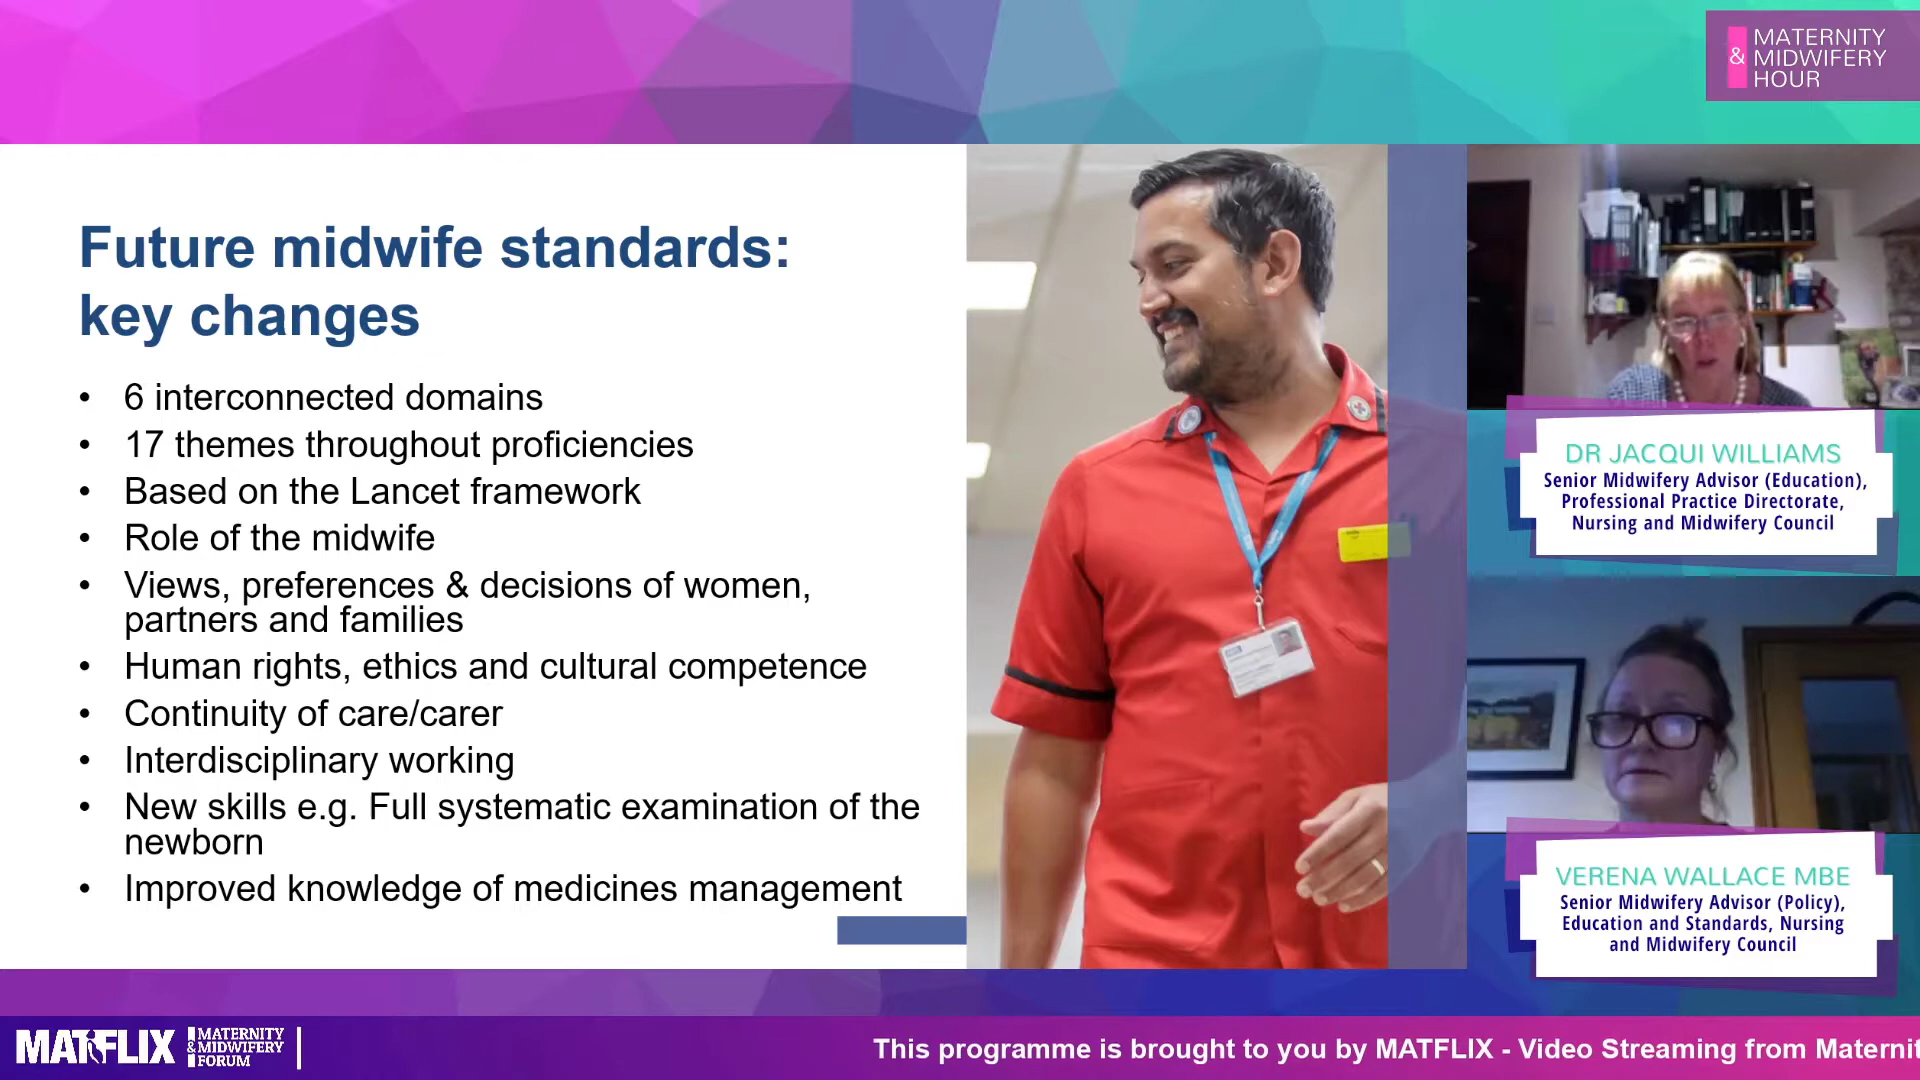 &
MATERNITY
MIDWIFERY
HOUR
Future midwife standards:
key changes
• 6 interconnected domains
• 17 themes throughout proficiencies
• Based on the Lancet framework
• Role of the midwife
• Views, preferences & decisions of women,
partners and families
• Human rights, ethics and cultural competence
• Continuity of care/carer
• Interdisciplinary working
• New skills e.g. Full systematic examination of the
newborn
• Improved knowledge of medicines management
DR JACQUI WILLIAMS
Senior Midwifery Advisor (Education),
Professional Practice Directorate,
Nursing and Midwifery Council
VERENA WALLACE MBE
Senior Midwifery Advisor (Policy),
Education and Standards, Nursing
and Midwifery Council
MATFLIX
MATERNITY
&MIDWIFERY
FORUM
This programme is brought to you by MATFLIX - Video Streaming from Maternit